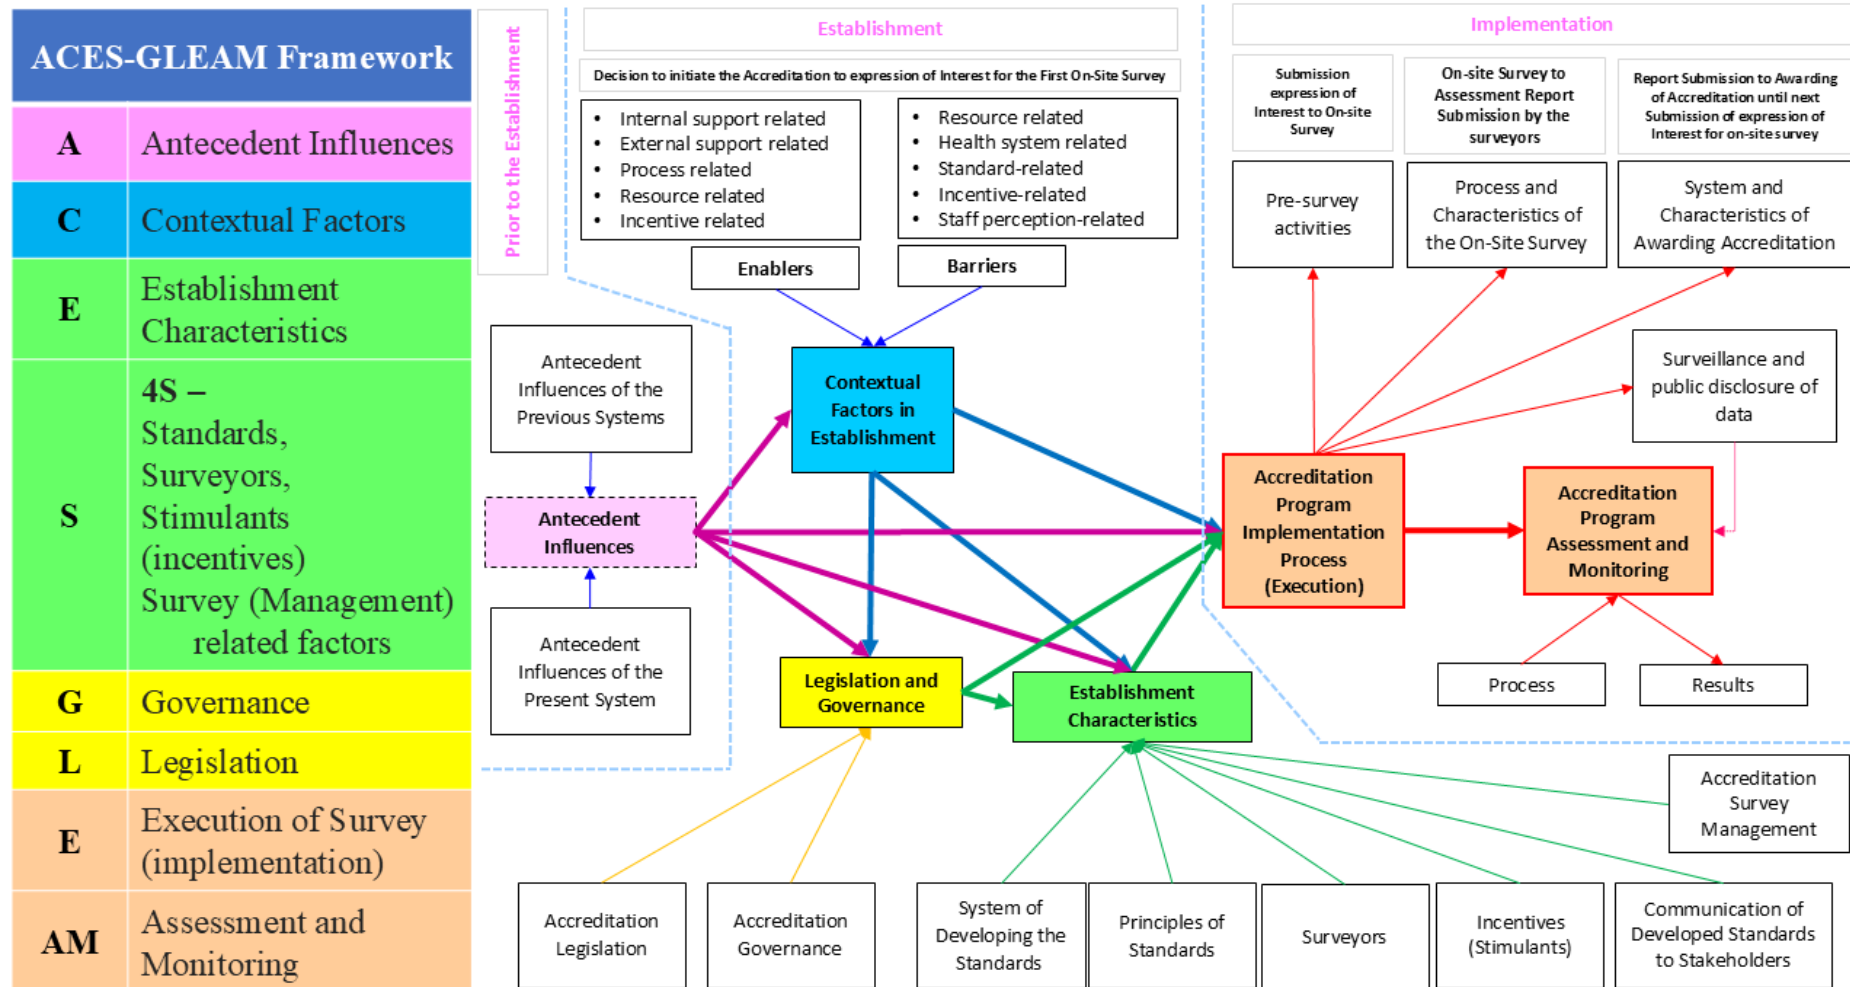 ACES-GLEAM Framework
A
Antecedent Influences
C
Contextual Factors
E
Establishment
Characteristics
S
4S –
Standards,
Surveyors,
Stimulants
(incentives)
Survey (Management)
related factors
G
Governance
L
Legislation
E
Execution of Survey
(implementation)
AM
Assessment and
Monitoring
Prior to the Establishment
Establishment
Decision to initiate the Accreditation to expression of Interest for the First On-Site Survey
• Internal support related
• External support related
• Process related
• Resource related
• Incentive related
• Resource related
• Health system related
• Standard-related
• Incentive-related
• Staff perception-related
Enablers
Barriers
Implementation
Submission
expression of
Interest to On-site
Survey
On-site Survey to
Assessment Report
Submission by the
surveyors
Report Submission to Awarding
of Accreditation until next
Submission of expression of
Interest for on-site survey
Pre-survey
activities
Process and
Characteristics of
the On-Site Survey
System and
Characteristics of
Awarding Accreditation
Surveillance and
public disclosure of
data
Antecedent
Influences of the
Previous Systems
Contextual
Factors in
Establishment
Antecedent
Influences
Accreditation
Program
Implementation
Process
(Execution)
Accreditation
Program
Assessment and
Monitoring
Antecedent
Influences of the
Present System
Legislation and
Governance
Establishment
Characteristics
Process
Results
Accreditation
Survey
Management
Accreditation
Legislation
Accreditation
Governance
System of
Developing the
Standards
Principles of
Standards
Surveyors
Incentives
(Stimulants)
Communication of
Developed Standards
to Stakeholders